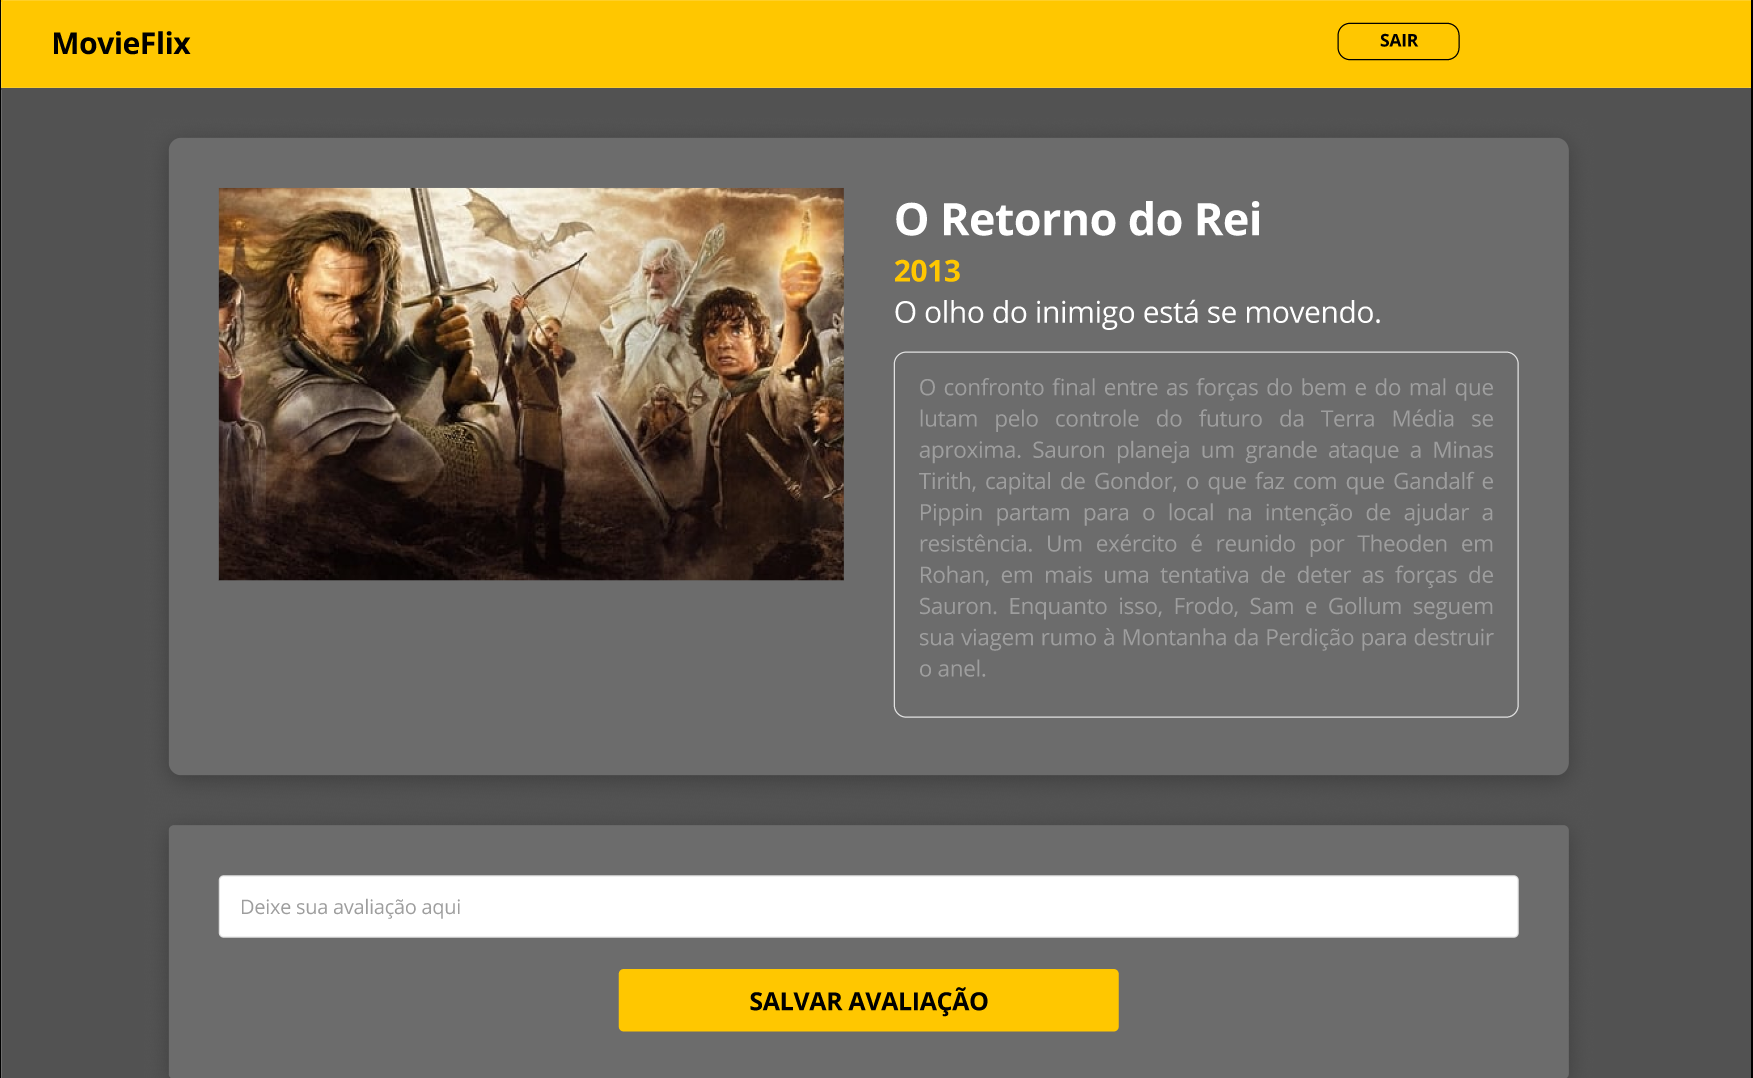 MovieFlix
SAIR
O Retorno do Rei
2013
O olho do inimigo está se movendo.
O confronto final entre as forças do bem e do mal que
lutam pelo controle do futuro da Terra Média se
aproxima. Sauron planeja um grande ataque a Minas
Tirith, capital de Gondor, o que faz com que Gandalf e
Pippin partam para o local na intenção de ajudar a
resistência. Um exército é reunido por Theoden em
Rohan, em mais uma tentativa de deter as forças de
Sauron. Enquanto isso, Frodo, Sam e Gollum seguem
sua viagem rumo à Montanha da Perdição para destruir
o anel.
Deixe sua avaliação aqui
SALVAR AVALIAÇÃO